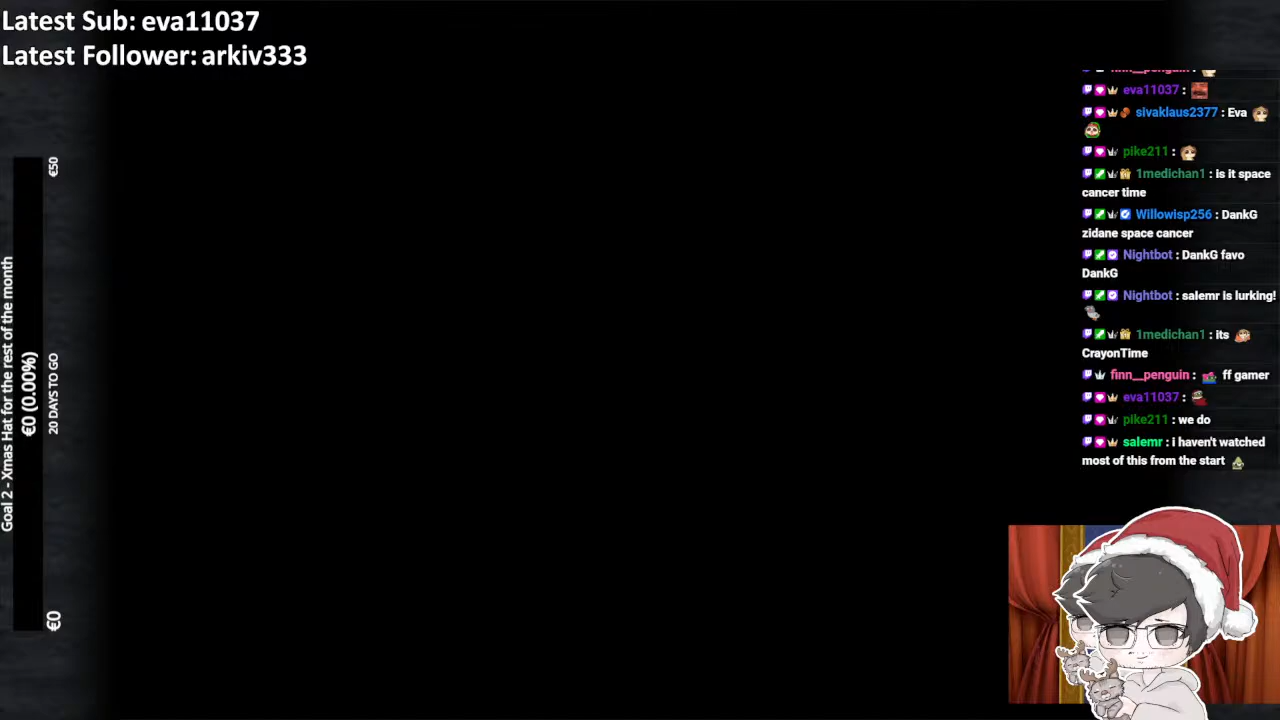 Latest Sub: eva11037
Latest Follower: arkiv333
Goal 2 - Xmas Hat for the rest of the month
€0 (0.00%)
€50
20 DAYS TO GO
€0
finn__penguin :
eva11037 :
sivaklaus2377 : Eva
pike211 :
1medichan1 : is it space
cancer time
Willowisp256 : DankG
zidane space cancer
Nightbot : DankG favo
DankG
Nightbot : salemr is lurking!
1medichan1 : its
CrayonTime
finn__penguin : ff gamer
eva11037 :
pike211 : we do
salemr : i haven't watched
most of this from the start